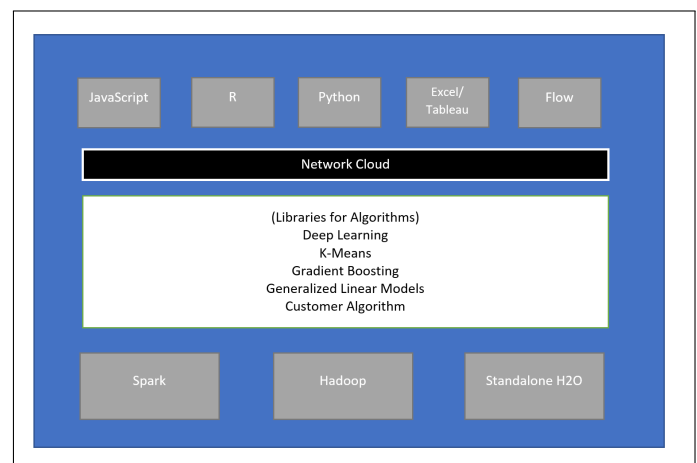 JavaScript
R
Python
Excel/
Tableau
Flow
Network Cloud
(Libraries for Algorithms)
Deep Learning
K-Means
Gradient Boosting
Generalized Linear Models
Customer Algorithm
Spark
Hadoop
Standalone H2O